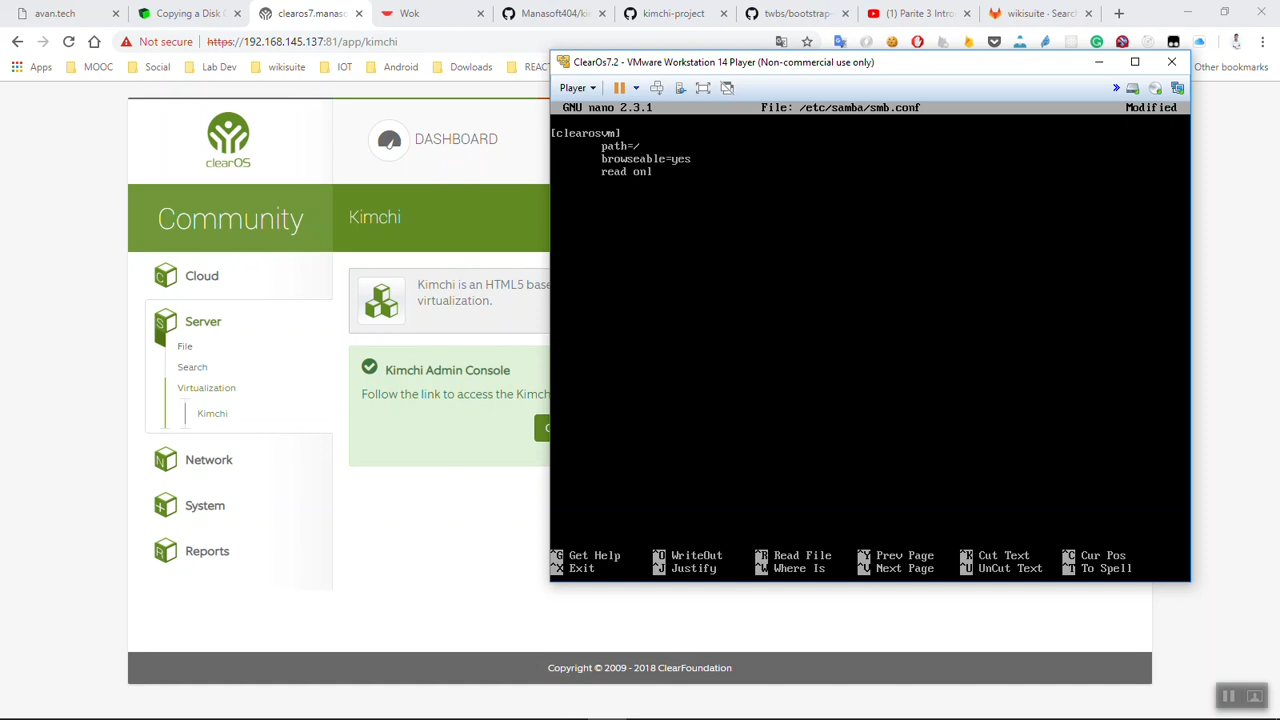 avan.tech
Copying a Disk C
clearos7.manaso
Wok
Manasoft404/kin
kimchi-project
twbs/bootstrap-
(1) Parite 3 Intro
wikisuite : Searc
Not secure
https://192.168.145.137:81/app/kimchi
Apps
MOOC
Social
Lab Dev
wikisuite
IOT
Android
Dowloads
REAC
Other bookmarks
ClearOs7.2 - VMware Workstation 14 Player (Non-commercial use only)
Player
GNU nano 2.3.1 File: /etc/samba/smb.conf Modified
[clearosvm]
path=/
browseable=yes
read onl
^G Get Help ^O WriteOut ^R Read File ^Y Prev Page ^K Cut Text ^C Cur Pos
^X Exit ^J Justify ^W Where Is ^V Next Page ^U UnCut Text ^T To Spell
clearOS
DASHBOARD
Community
Kimchi
Cloud
Server
File
Search
Virtualization
Kimchi
Network
System
Reports
Kimchi is an HTML5 base
virtualization.
Kimchi Admin Console
Follow the link to access the Kimch
Copyright © 2009 - 2018 ClearFoundation